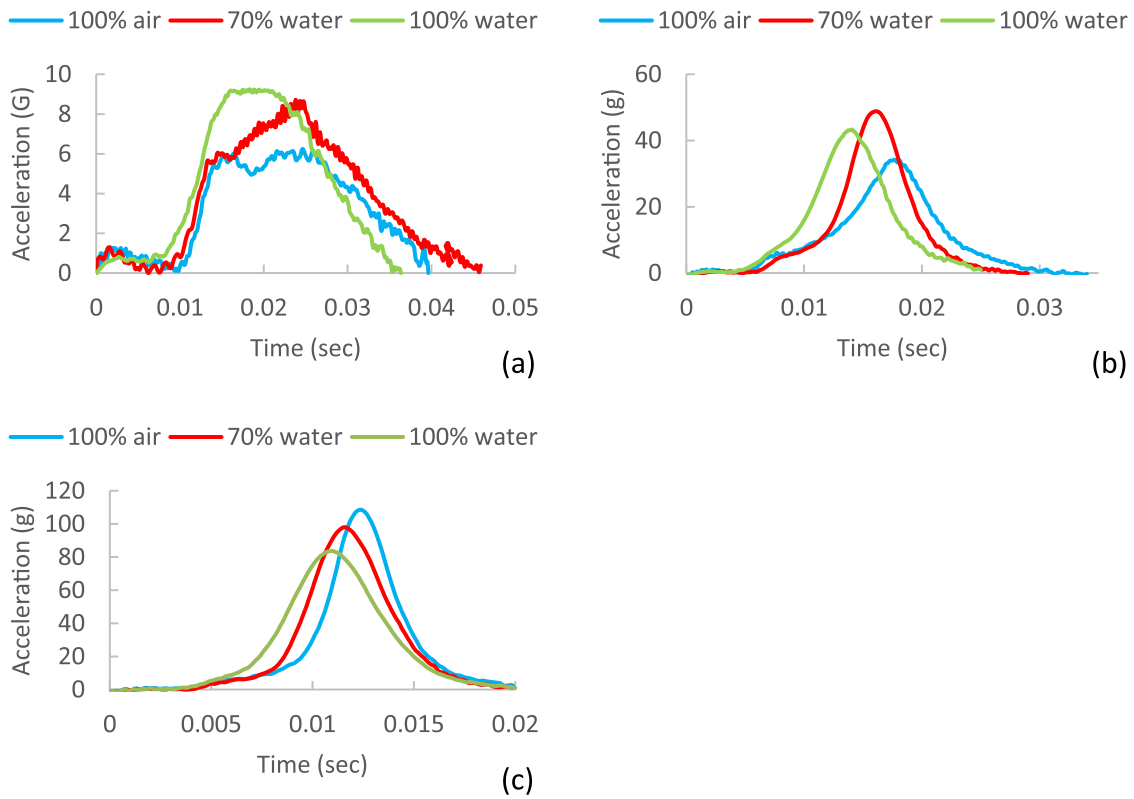 100% air 70% water 100% water
Acceleration (G)
10
8
6
4
2
0
0 0.01 0.02 0.03 0.04 0.05
Time (sec)
(a)
100% air 70% water 100% water
Acceleration (g)
60
40
20
0
0 0.01 0.02 0.03
Time (sec)
(b)
100% air 70% water 100% water
Acceleration (g)
120
100
80
60
40
20
0
0 0.005 0.01 0.015 0.02
Time (sec)
(c)